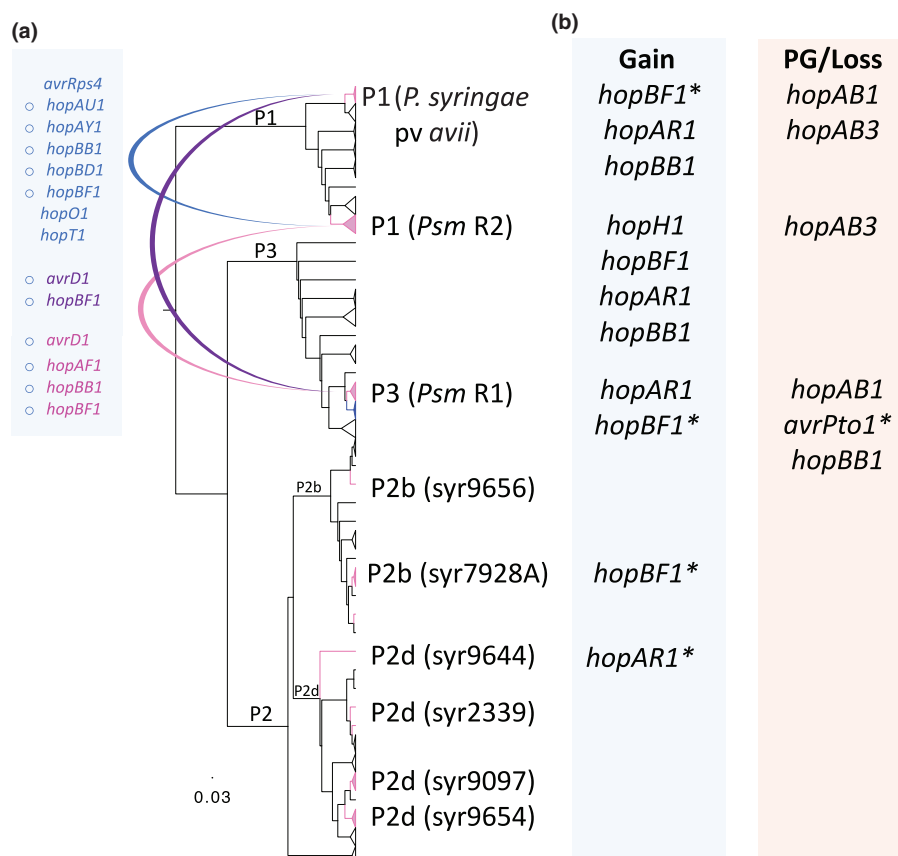 (a)
avrRps4
hopAU1
hopAY1
hopBB1
hopBD1
hopBF1
hopO1
hopT1
avrD1
hopBF1
avrD1
hopAF1
hopBB1
hopBF1
P1
P3
P2b
P2d
P2
0.03
P1 (P. syringae
pv avii)
P1 (Psm R2)
P3 (Psm R1)
P2b (syr9656)
P2b (syr7928A)
P2d (syr9644)
P2d (syr2339)
P2d (syr9097)
P2d (syr9654)
(b)
Gain
hopBF1*
hopAR1
hopBB1
hopH1
hopBF1
hopAR1
hopBB1
hopAR1
hopBF1*
hopBF1*
hopAR1*
PG/Loss
hopAB1
hopAB3
hopAB3
hopAB1
avrPto1*
hopBB1